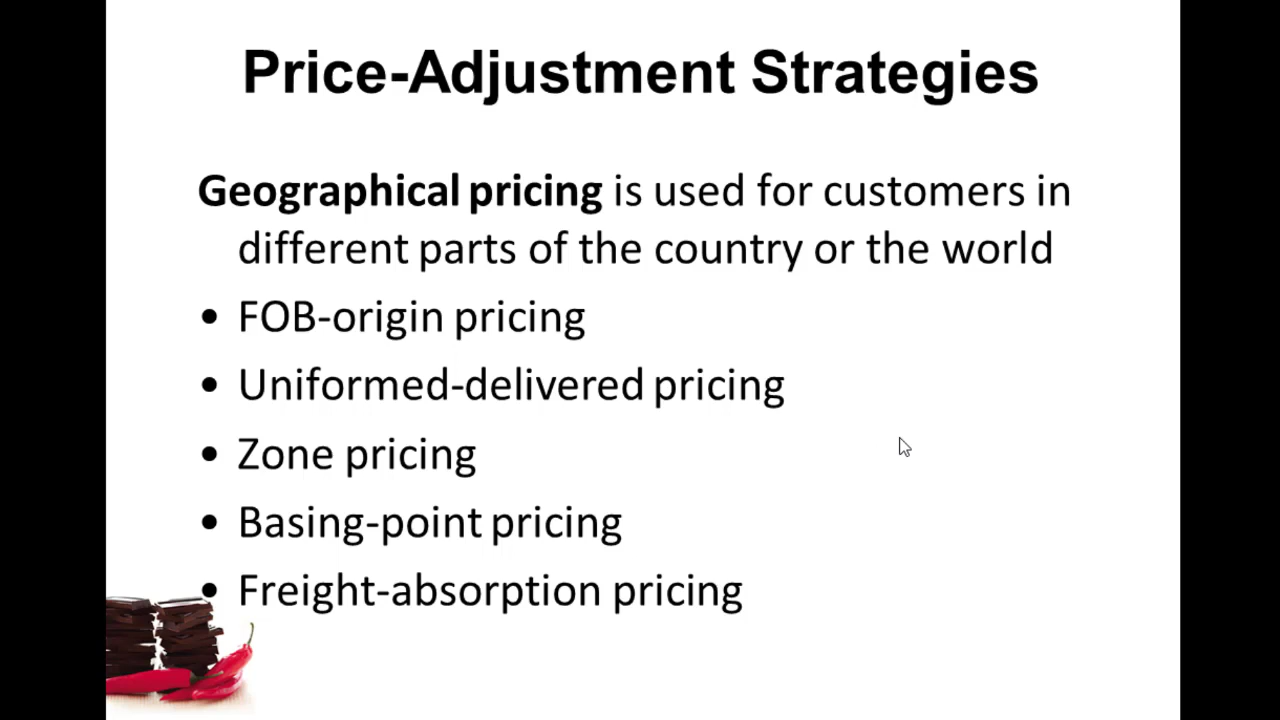 Price-Adjustment Strategies
Geographical pricing is used for customers in
different parts of the country or the world
• FOB-origin pricing
• Uniformed-delivered pricing
• Zone pricing
• Basing-point pricing
• Freight-absorption pricing